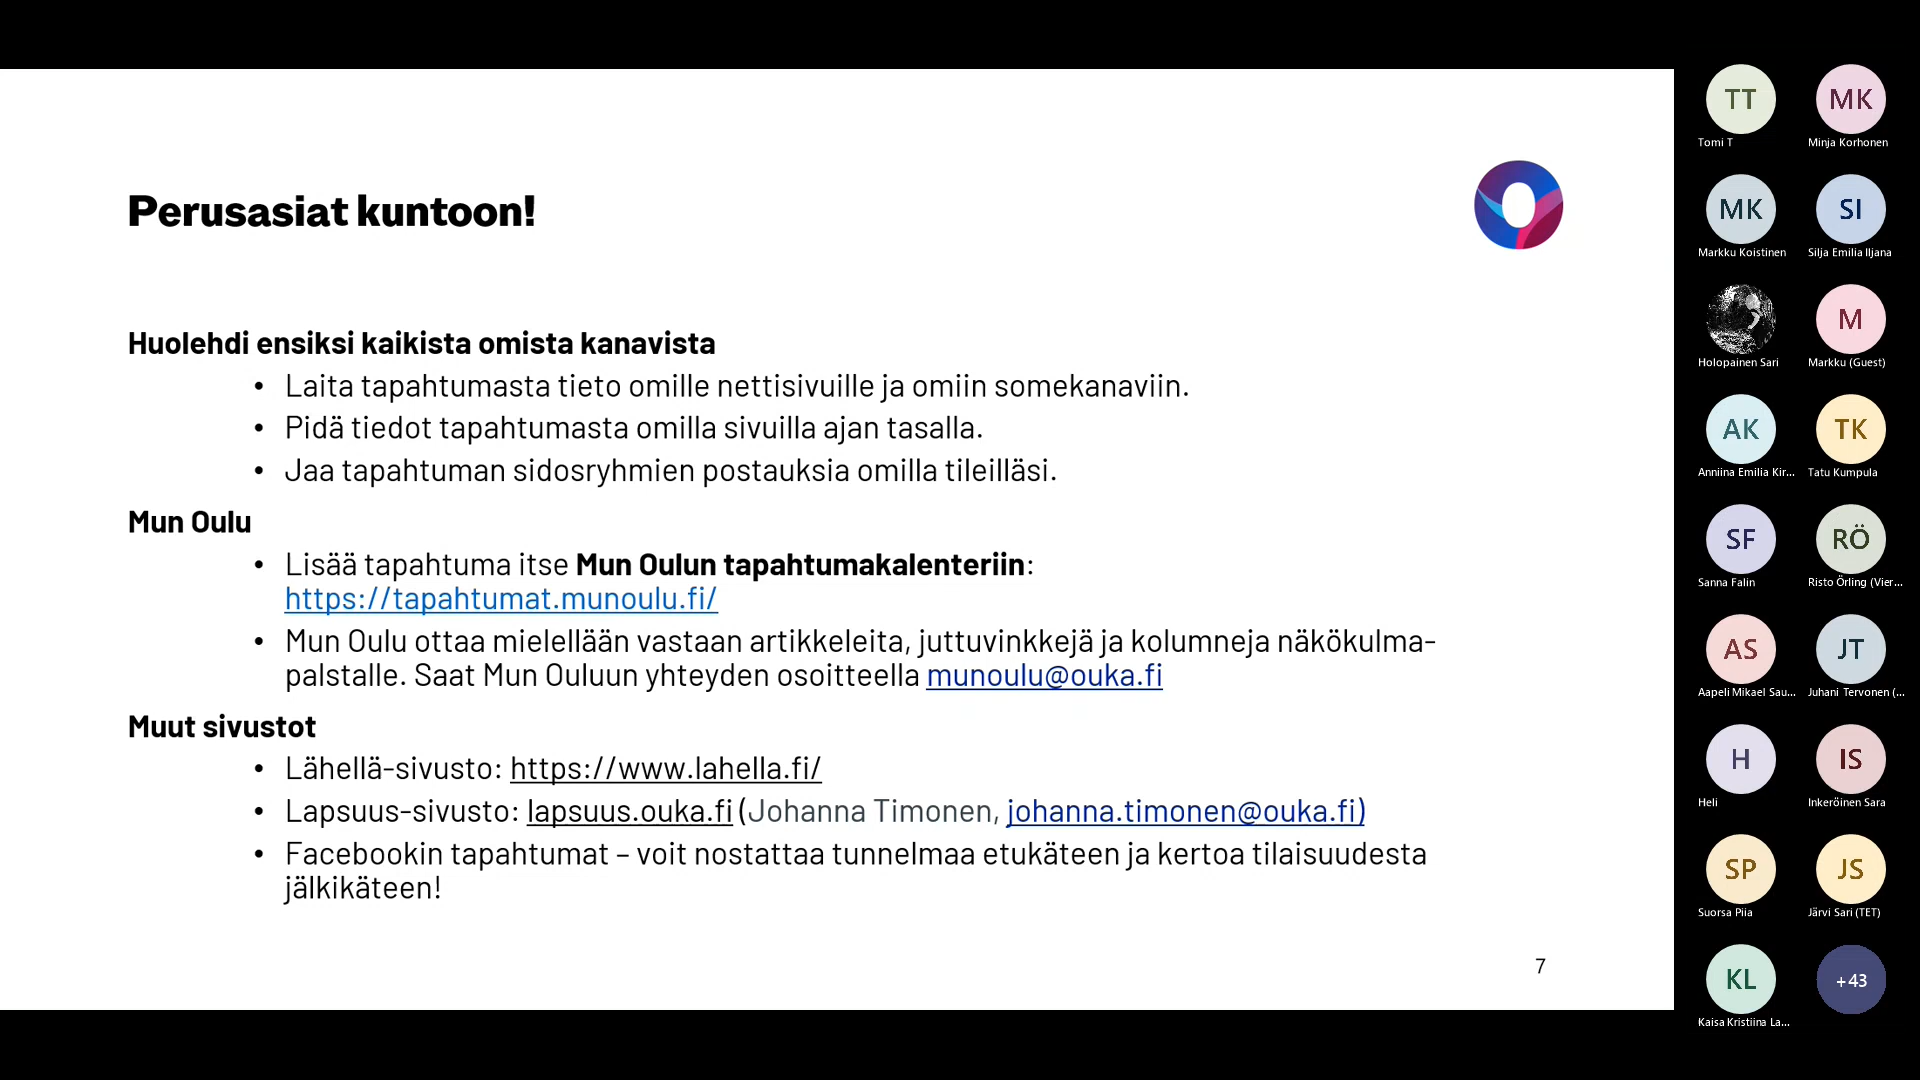 Perusasiat kuntoon!
Huolehdi ensiksi kaikista omista kanavista
• Laita tapahtumasta tieto omille nettisivuille ja omiin somekanaviin.
• Pidä tiedot tapahtumasta omilla sivuilla ajan tasalla.
• Jaa tapahtuman sidosryhmien postauksia omilla tileilläsi.
Mun Oulu
• Lisää tapahtuma itse Mun Oulun tapahtumakalenteriin:
https://tapahtumat.munoulu.fi/
• Mun Oulu ottaa mielellään vastaan artikkeleita, juttuvinkkejä ja kolumneja näkökulma-
palstalle. Saat Mun Ouluun yhteyden osoitteella munoulu@ouka.fi
Muut sivustot
• Lähellä-sivusto: https://www.lahella.fi/
• Lapsuus-sivusto: lapsuus.ouka.fi (Johanna Timonen, johanna.timonen@ouka.fi)
• Facebookin tapahtumat – voit nostattaa tunnelmaa etukäteen ja kertoa tilaisuudesta
jälkikäteen!
7
TT MK
Tomi T Minja Korhonen
MK SI
Markku Koistinen Silja Emilia Iljana
M
Holopainen Sari Markku (Guest)
AK TK
Anniina Emilia Kir... Tatu Kumpula
SF RÖ
Sanna Falin Risto Örling (Vier...
AS JT
Aapeli Mikael Sau... Juhani Tervonen (...
H IS
Heli Inkeröinen Sara
SP JS
Suorsa Piia Järvi Sari (TET)
KL +43
Kaisa Kristiina La...